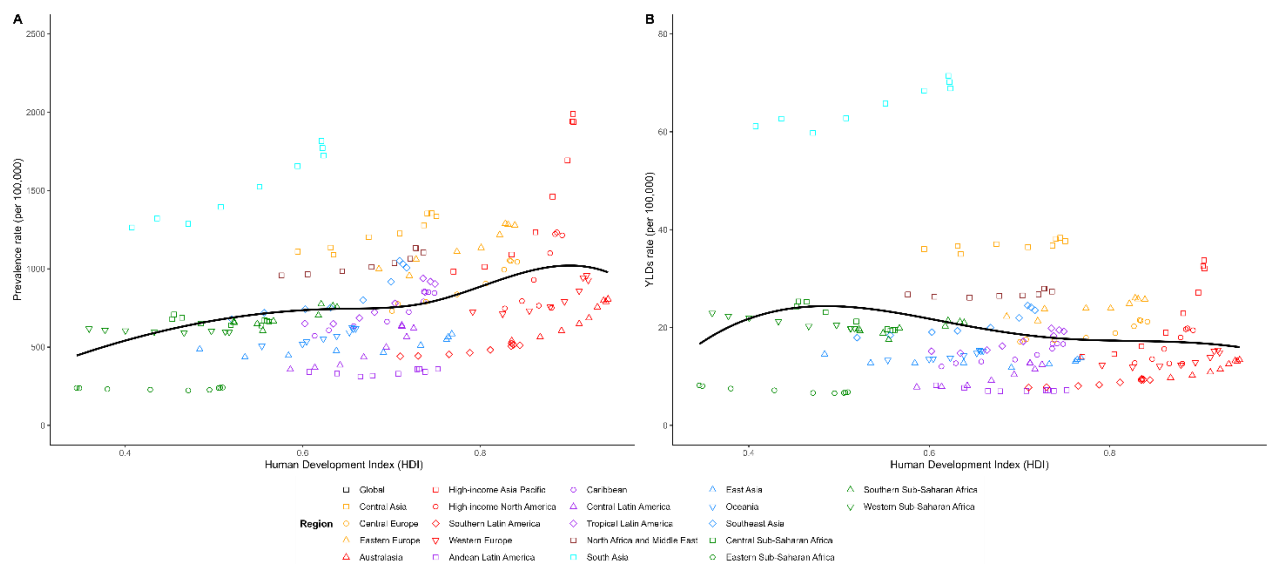 A
2500
2000
1500
1000
500
0
Prevalence rate (per 100,000)
0.4 0.6 0.8
Human Development Index (HDI)
B
80
60
40
20
0
YLDs rate (per 100,000)
0.4 0.6 0.8
Human Development Index (HDI)
Region
Global
Central Asia
Central Europe
Eastern Europe
Australasia
High-income Asia Pacific
High-income North America
Southern Latin America
Western Europe
Andean Latin America
Caribbean
Central Latin America
Tropical Latin America
North Africa and Middle East
South Asia
East Asia
Oceania
Southeast Asia
Central Sub-Saharan Africa
Eastern Sub-Saharan Africa
Southern Sub-Saharan Africa
Western Sub-Saharan Africa